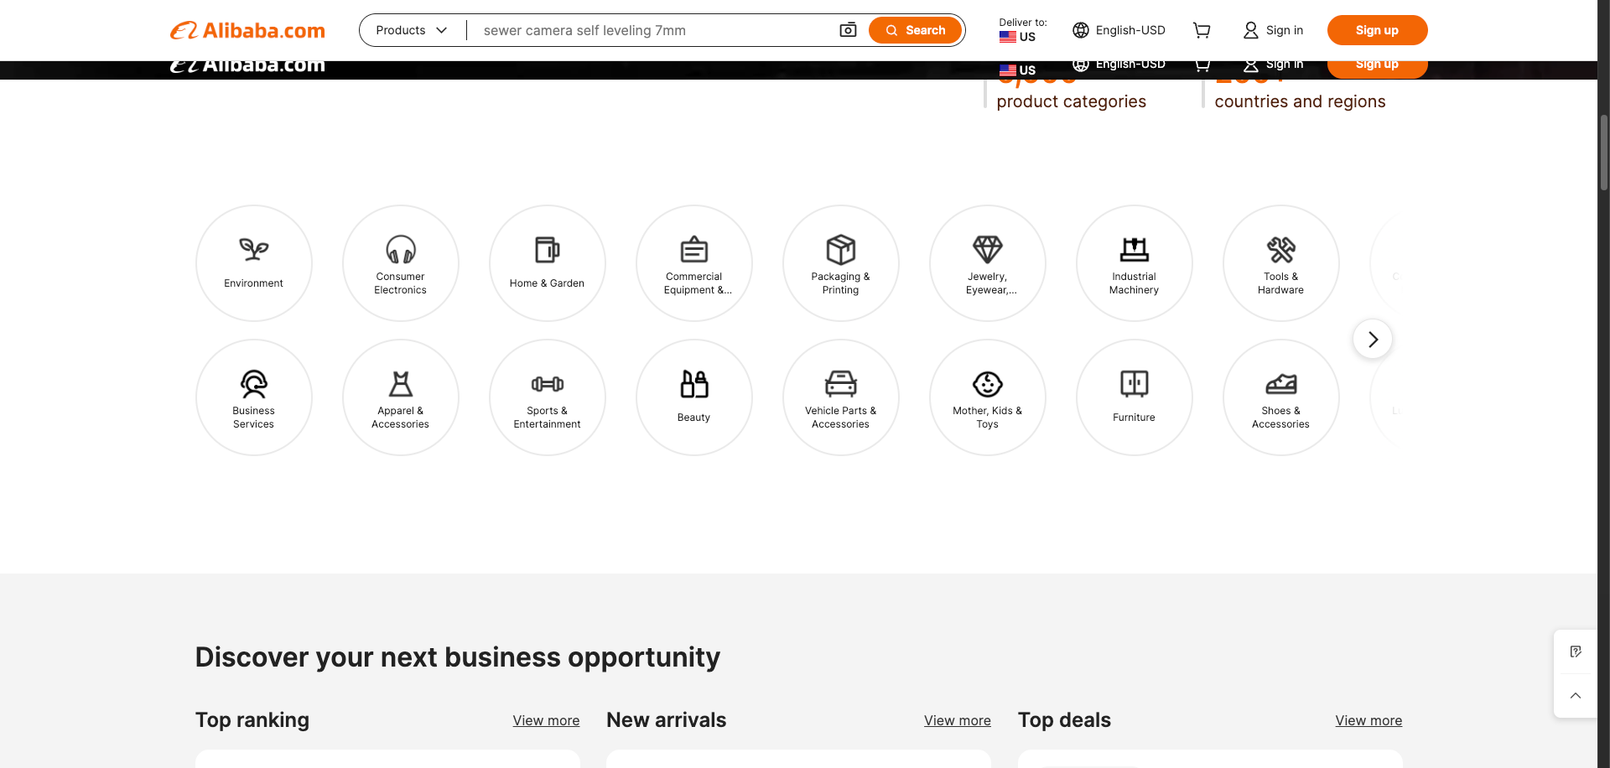 Alibaba.com
Products
sewer camera self leveling 7mm
Search
Deliver to:
US
English-USD
Sign in
Sign up
Alibaba.com
US
English-USD
Sign in
Sign up
product categories
countries and regions
Environment
Consumer
Electronics
Home & Garden
Commercial
Equipment &...
Packaging &
Printing
Jewelry,
Eyewear,...
Industrial
Machinery
Tools &
Hardware
Business
Services
Apparel &
Accessories
Sports &
Entertainment
Beauty
Vehicle Parts &
Accessories
Mother, Kids &
Toys
Furniture
Shoes &
Accessories
Discover your next business opportunity
Top ranking
View more
New arrivals
View more
Top deals
View more